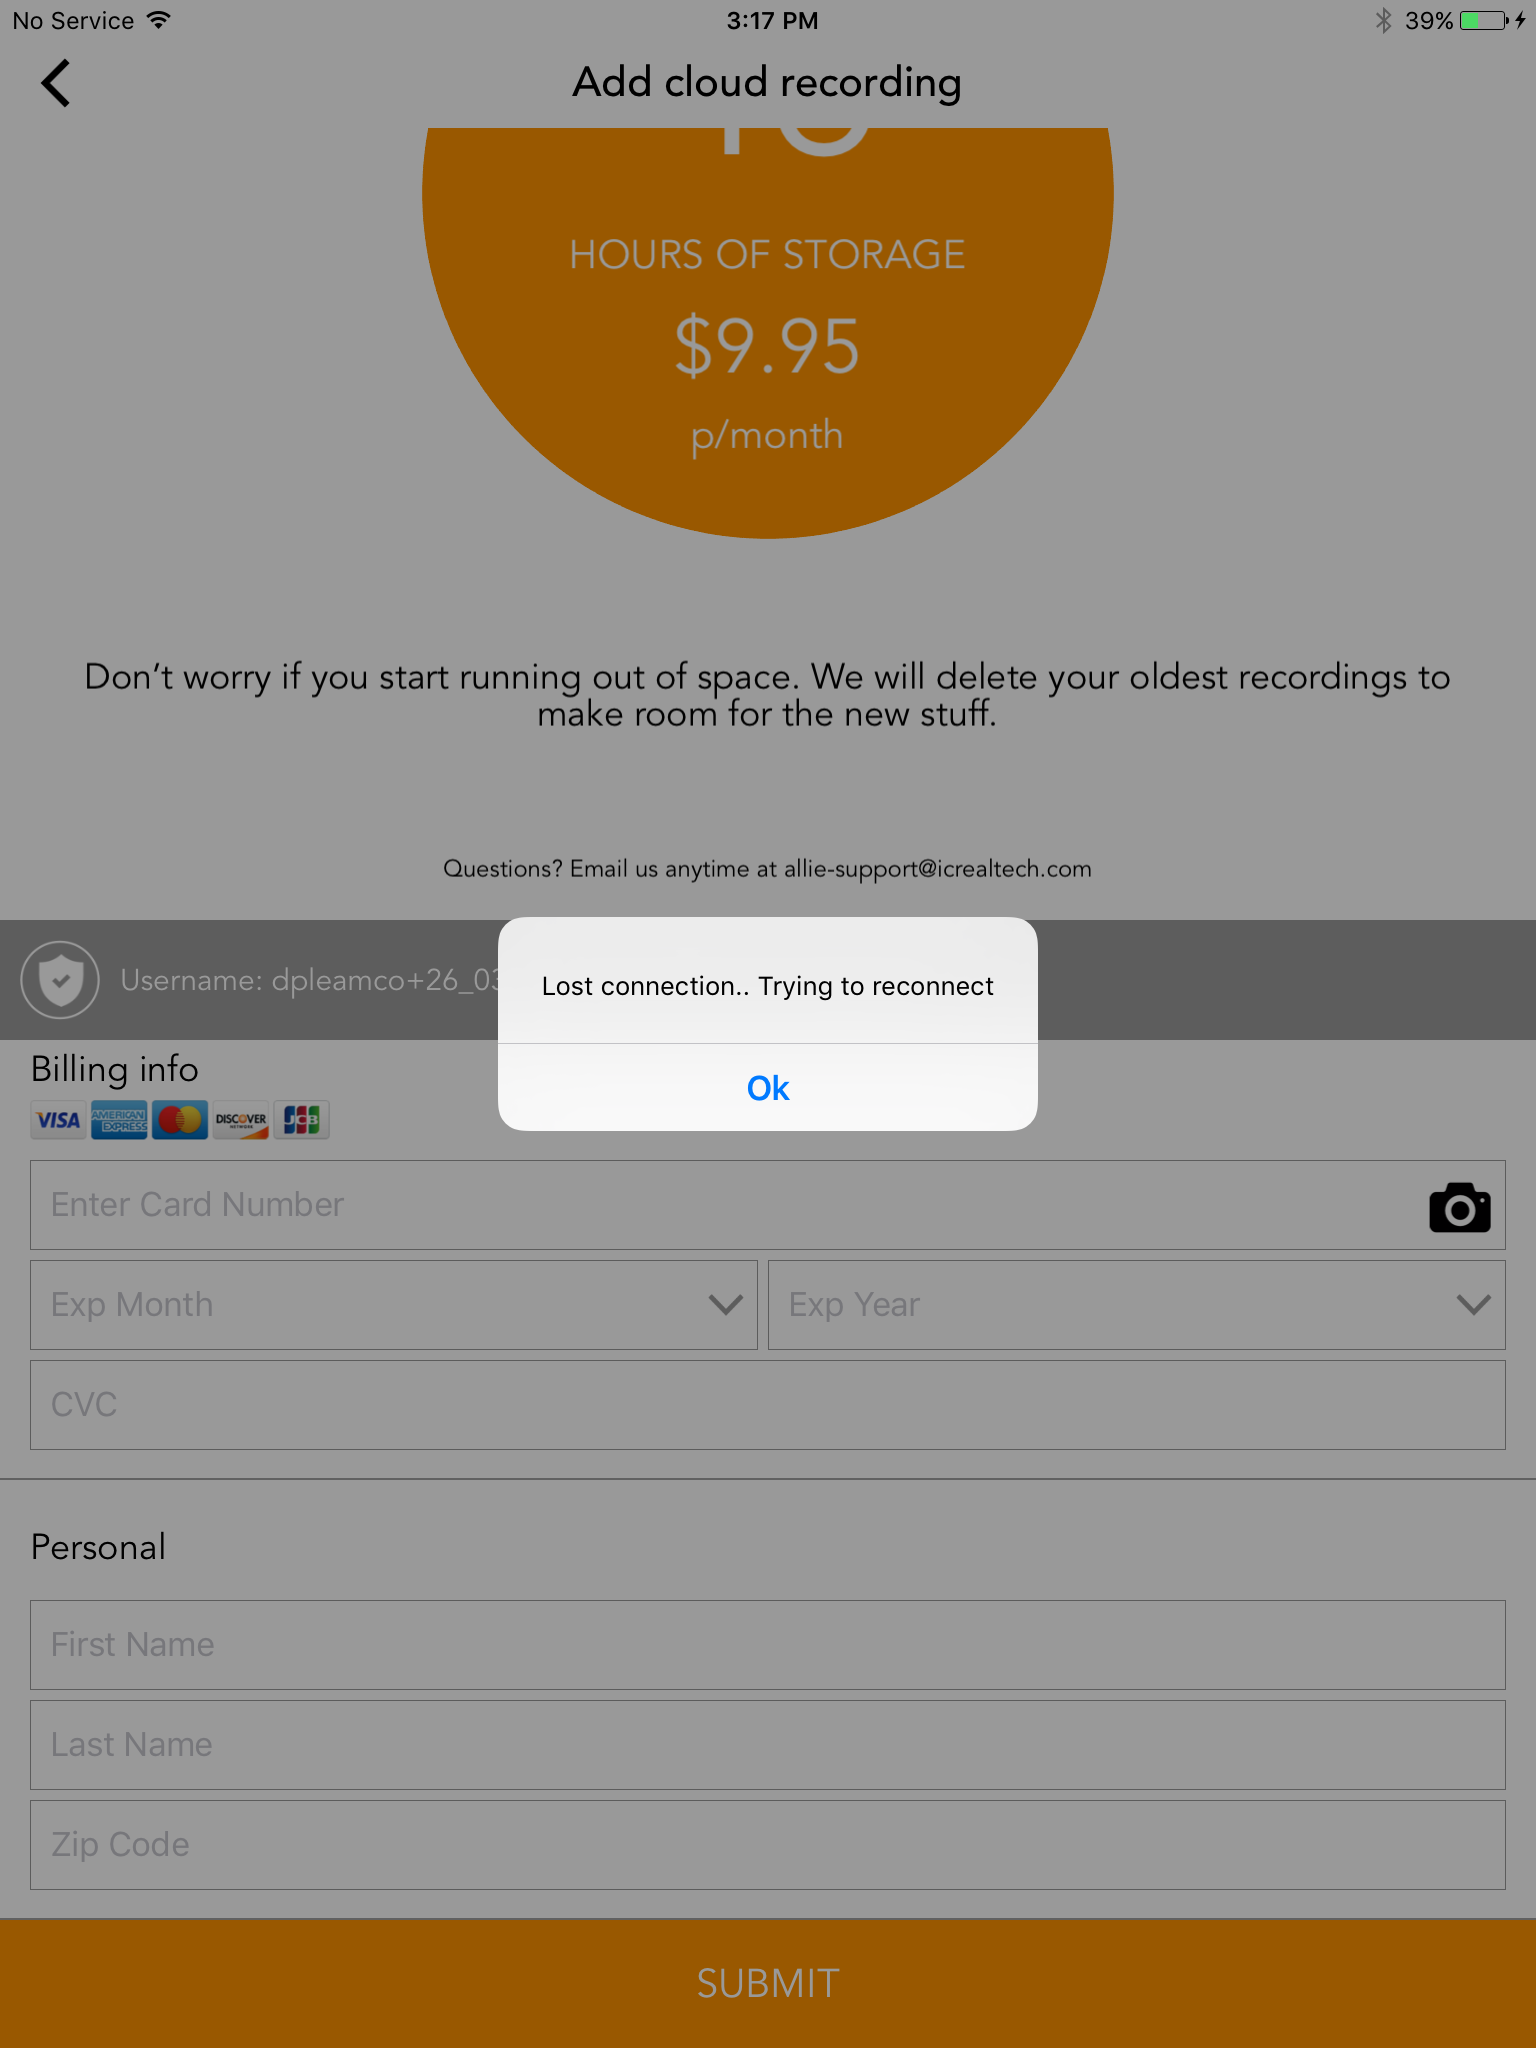 No Service
3:17 PM
39%
Add cloud recording
HOURS OF STORAGE
$9.95
p/month
Don’t worry if you start running out of space. We will delete your oldest recordings to
make room for the new stuff.
Questions? Email us anytime at allie-support@icrealtech.com
Username: dpleamco+26_03
Lost connection.. Trying to reconnect
Ok
Billing info
VISA
AMERICAN
EXPRESS
DISCOVER
NETWORK
JCB
Enter Card Number
Exp Month
Exp Year
CVC
Personal
First Name
Last Name
Zip Code
SUBMIT